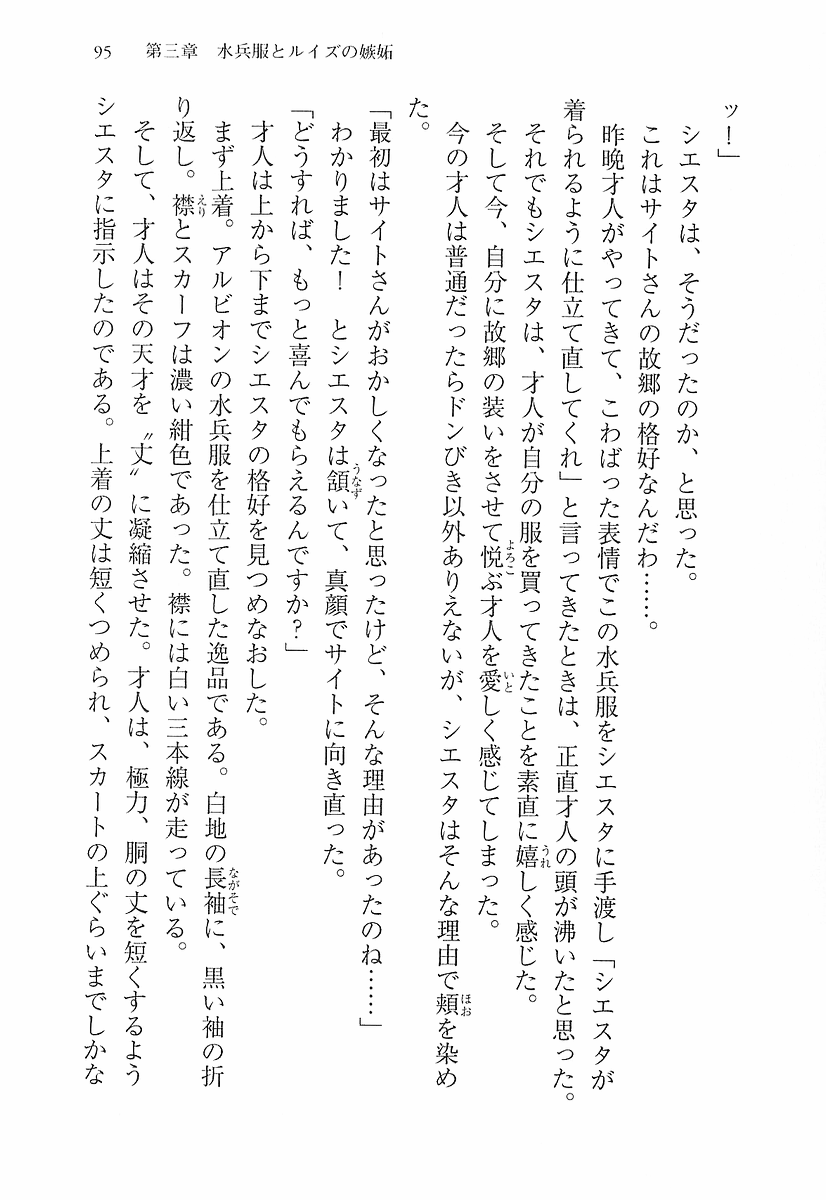 95　第三章　水兵服とルイズの嫉妬
ッ！」
シエスタは、そうだったのか、と思った。
これはサイトさんの故郷の格好なんだわ……。
昨晩才人がやってきて、こわばった表情でこの水兵服をシエスタに手渡し「シエスタが
着られるように仕立て直してくれ」と言ってきたときは、正直才人の頭が沸いたと思った。
それでもシエスタは、才人が自分の服を買ってきたことを素直に嬉しく感じた。
そして今、自分に故郷の装いをさせて悦ぶ才人を愛しく感じてしまった。
今の才人は普通だったらドンびき以外ありえないが、シエスタはそんな理由で頬を染め
た。
「最初はサイトさんがおかしくなったと思ったけど、そんな理由があったのね……」
わかりました！　とシエスタは頷いて、真顔でサイトに向き直った。
「どうすれば、もっと喜んでもらえるんですか？」
才人は上から下までシエスタの格好を見つめなおした。
まず上着。アルビオンの水兵服を仕立て直した逸品である。白地の長袖に、黒い袖の折
り返し。襟とスカーフは濃い紺色であった。襟には白い三本線が走っている。
そして、才人はその天才を〝丈〟に凝縮させた。才人は、極力、胴の丈を短くするよう
シエスタに指示したのである。上着の丈は短くつめられ、スカートの上ぐらいまでしかな